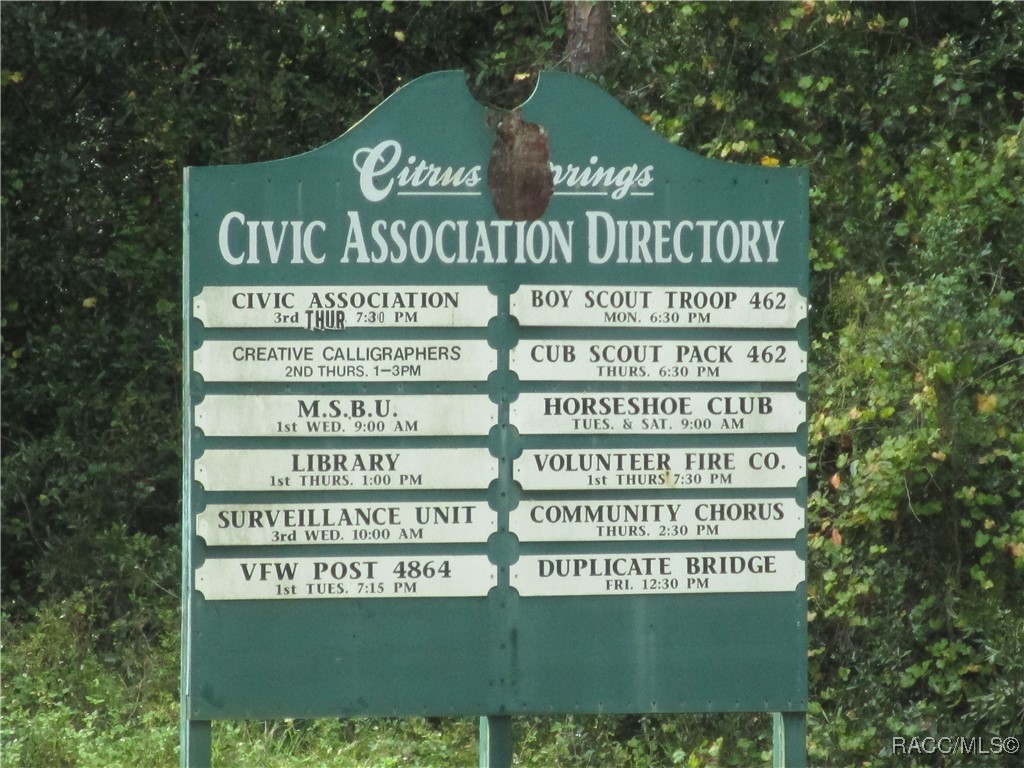 Citrus prings
CIVIC ASSOCIATION DIRECTORY
CIVIC ASSOCIATION
3rd THUR. 7:30 PM
CREATIVE CALLIGRAPHERS
2ND THURS. 1–3PM
M.S.B.U.
1st WED. 9:00 AM
LIBRARY
1st THURS. 1:00 PM
SURVEILLANCE UNIT
3rd WED. 10:00 AM
VFW POST 4864
1st TUES. 7:15 PM
BOY SCOUT TROOP 462
MON. 6:30 PM
CUB SCOUT PACK 462
THURS. 6:30 PM
HORSESHOE CLUB
TUES. & SAT. 9:00 AM
VOLUNTEER FIRE CO.
1st THURS 7:30 PM
COMMUNITY CHORUS
THURS. 2:30 PM
DUPLICATE BRIDGE
FRI. 12:30 PM
RACC/MLS©